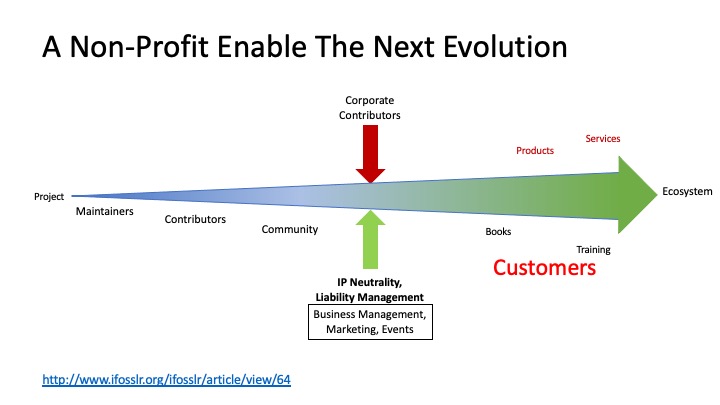 A Non-Profit Enable The Next Evolution
Corporate
Contributors
Services
Products
Project
Ecosystem
Maintainers
Contributors
Community
Books
Training
Customers
IP Neutrality,
Liability Management
Business Management,
Marketing, Events
http://www.ifosslr.org/ifosslr/article/view/64